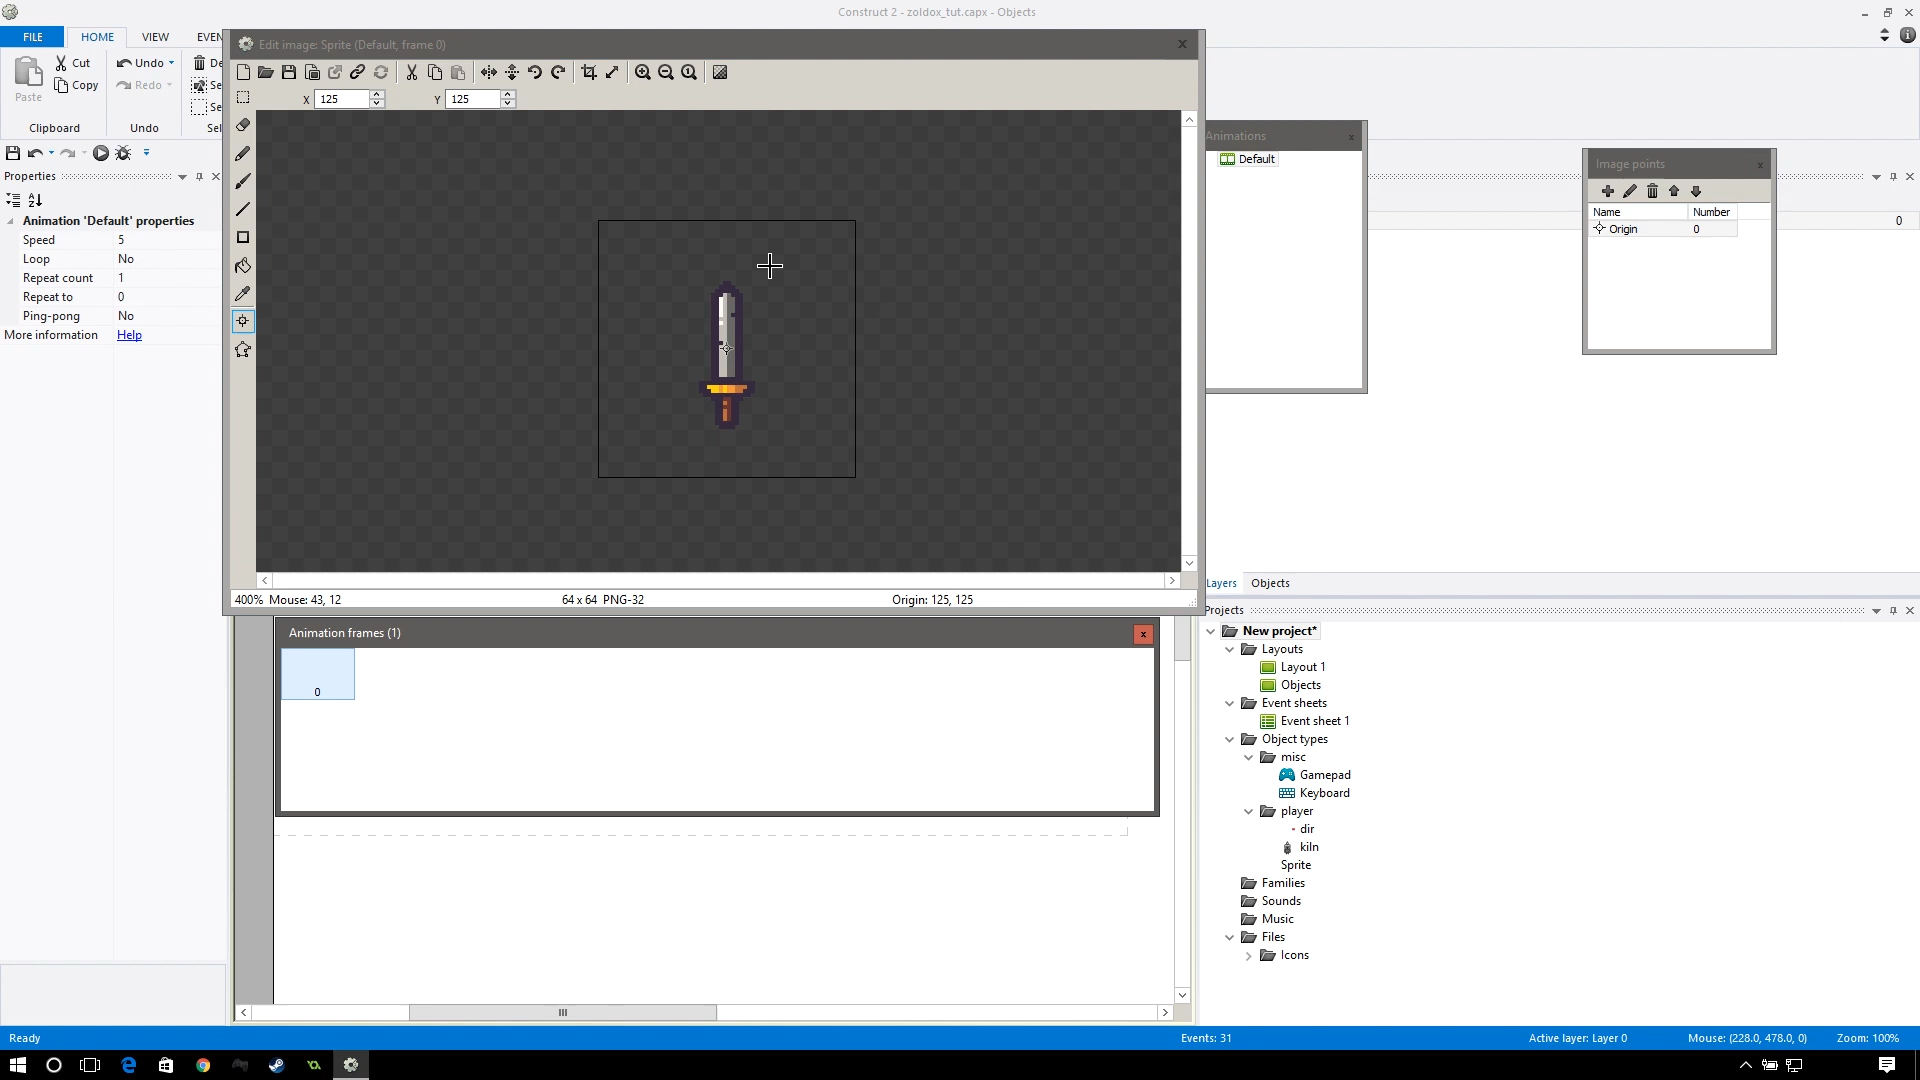 Construct 2 - zoldox_tut.capx - Objects
FILE
HOME
VIEW
EVEN
Paste
Cut
Copy
Undo
Redo
De
Se
Se
Clipboard
Undo
Sel
Properties
Animation 'Default' properties
Speed 5
Loop No
Repeat count 1
Repeat to 0
Ping-pong No
More information Help
Edit image: Sprite (Default, frame 0)
X 125
Y 125
400% Mouse: 43, 12
64 x 64 PNG-32
Origin: 125, 125
Animation frames (1)
0
Animations
Default
Image points
Name Number
Origin 0
0
Layers
Objects
Projects
New project*
Layouts
Layout 1
Objects
Event sheets
Event sheet 1
Object types
misc
Gamepad
Keyboard
player
dir
kiln
Sprite
Families
Sounds
Music
Files
Icons
Ready
Events: 31
Active layer: Layer 0
Mouse: (228.0, 478.0, 0)
Zoom: 100%